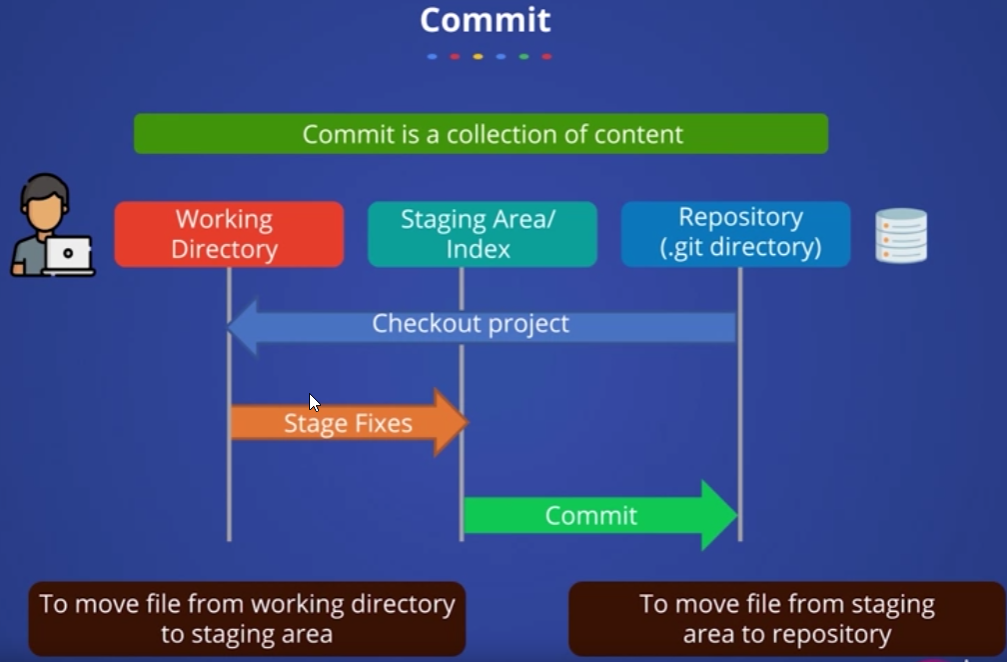 Commit
Commit is a collection of content
Working
Directory
Staging Area/
Index
Repository
(.git directory)
Checkout project
Stage Fixes
Commit
To move file from working directory
to staging area
To move file from staging
area to repository